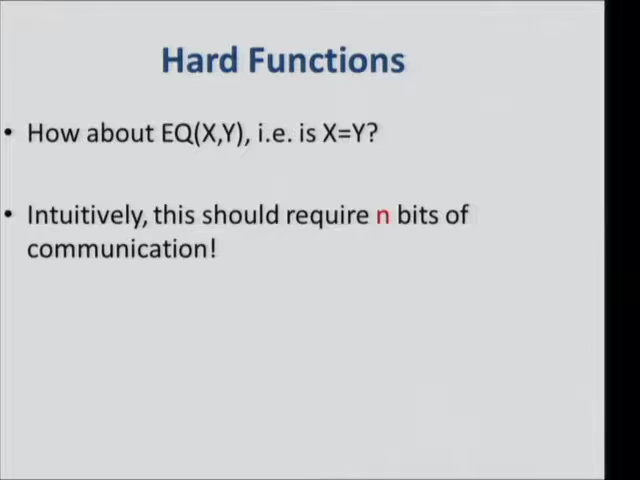 Hard Functions
• How about EQ(X,Y), i.e. is X=Y?
• Intuitively, this should require n bits of
communication!